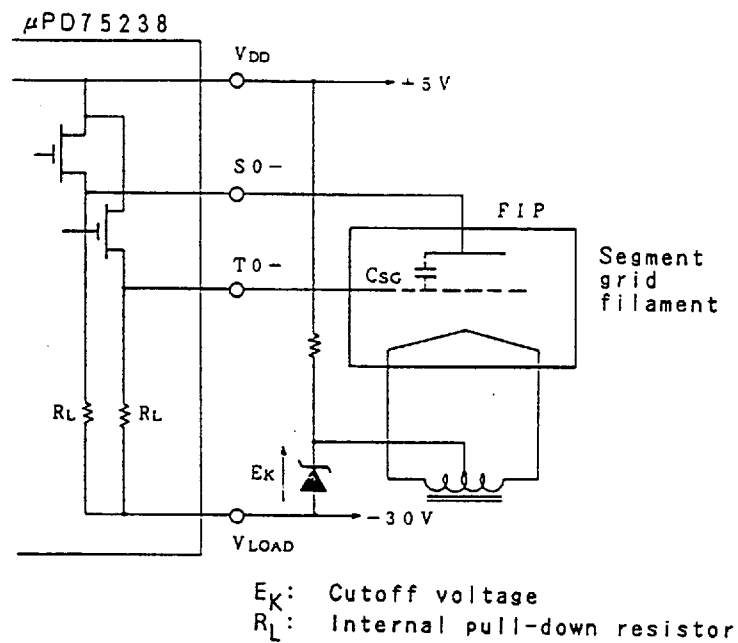 μPD75238
VDD
+5V
S0-
FIP
Segment
grid
filament
CSG
T0-
RL
RL
EK
-30V
VLOAD
EK: Cutoff voltage
RL: Internal pull-down resistor